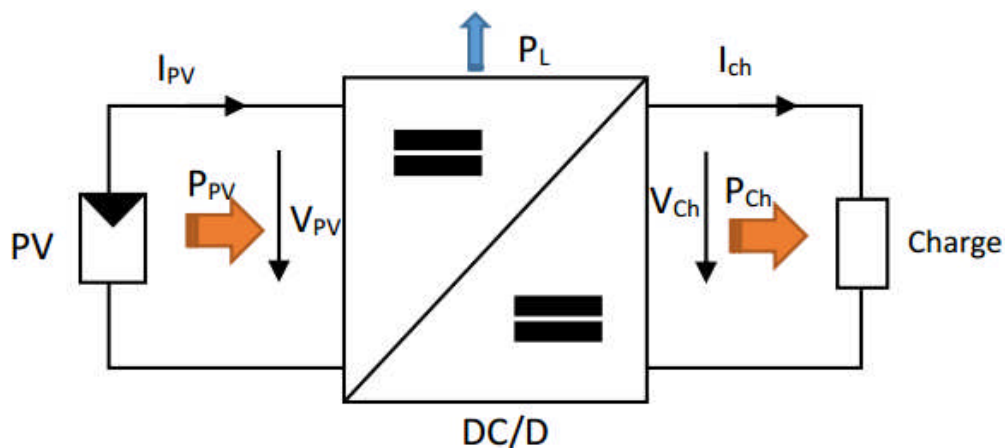 P_L
I_PV
I_ch
P_PV
V_PV
V_Ch
P_Ch
PV
Charge
DC/D